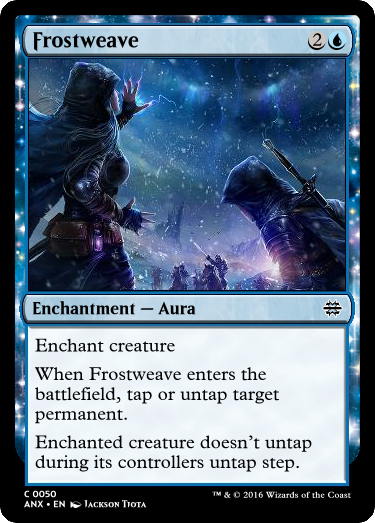 Frostweave 2
Enchantment — Aura
Enchant creature
When Frostweave enters the
battlefield, tap or untap target
permanent.
Enchanted creature doesn't untap
during its controllers untap step.
C 0050
ANX • EN Jackson Tjota ™ & © 2016 Wizards of the Coast